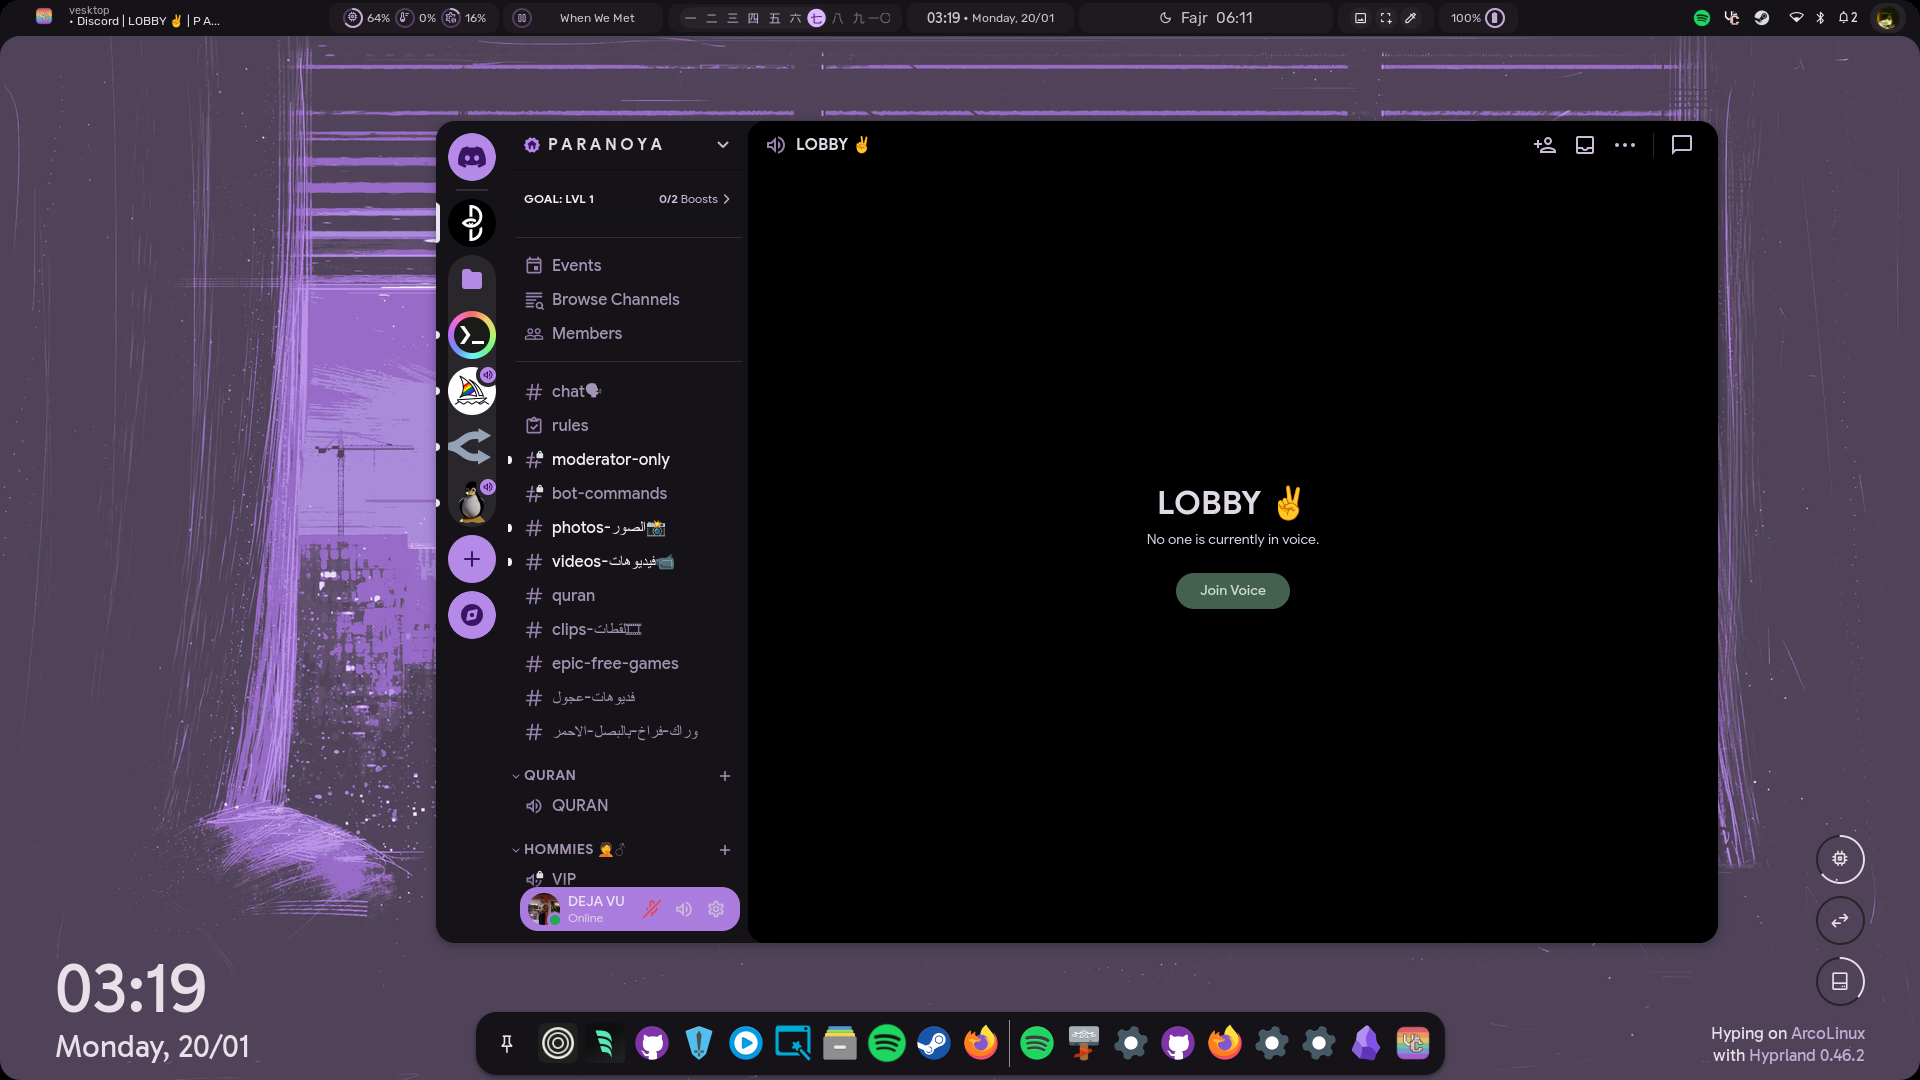 vesktop
• Discord | LOBBY ✌ | P A...
64%
0%
16%
When We Met
一 二 三 四 五 六 七 八 九 一〇
03:19 • Monday, 20/01
Fajr 06:11
100%
2
PARANOYA
GOAL: LVL 1
0/2 Boosts
Events
Browse Channels
Members
chat🗣
rules
moderator-only
bot-commands
photos-الصور📸
videos-فيديوهات📹
quran
clips-لقطات🎞
epic-free-games
فديوهات-عجول
وراك-فراخ-بالبصل-الاحمر
QURAN
QURAN
HOMMIES 🤦♂
VIP
DEJA VU
Online
LOBBY ✌
LOBBY ✌
No one is currently in voice.
Join Voice
03:19
Monday, 20/01
Hyping on ArcoLinux
with Hyprland 0.46.2